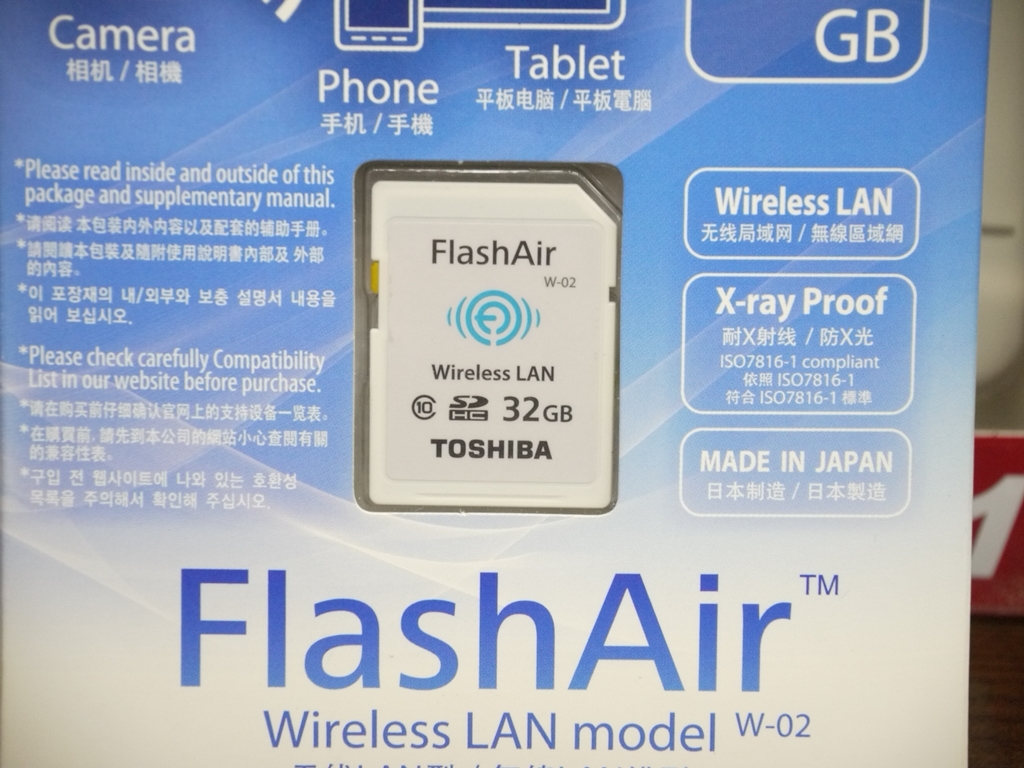 Camera
相机 / 相機
Phone
手机 / 手機
Tablet
平板电脑 / 平板電腦
GB
*Please read inside and outside of this
package and supplementary manual.
*请阅读 本包装内外内容以及配套的辅助手册。
*請閱讀本包裝及隨附使用說明書內部及 外部
的內容。
*이 포장재의 내/외부와 보충 설명서 내용을
읽어 보십시오.
*Please check carefully Compatibility
List in our website before purchase.
*请在购买前仔细确认官网上的支持设备一览表。
*在購買前, 請先到本公司的網站小心查閱有關
的兼容性表。
*구입 전 웹사이트에 나와 있는 호환성
목록을 주의해서 확인해 주십시오.
FlashAir
W-02
Wireless LAN
10 SDHC 32GB
TOSHIBA
Wireless LAN
无线局域网 / 無線區域網
X-ray Proof
耐X射线 / 防X光
ISO7816-1 compliant
依照 ISO7816-1
符合 ISO7816-1 標準
MADE IN JAPAN
日本制造 / 日本製造
FlashAir™
Wireless LAN model W-02